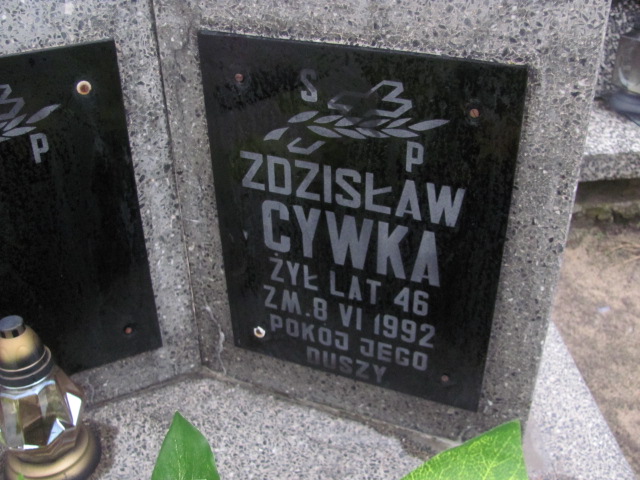 P
S
P
ZDZISŁAW
CYWKA
ŻYŁ LAT 46
ZM. 8 VI 1992
POKÓJ JEGO
DUSZY